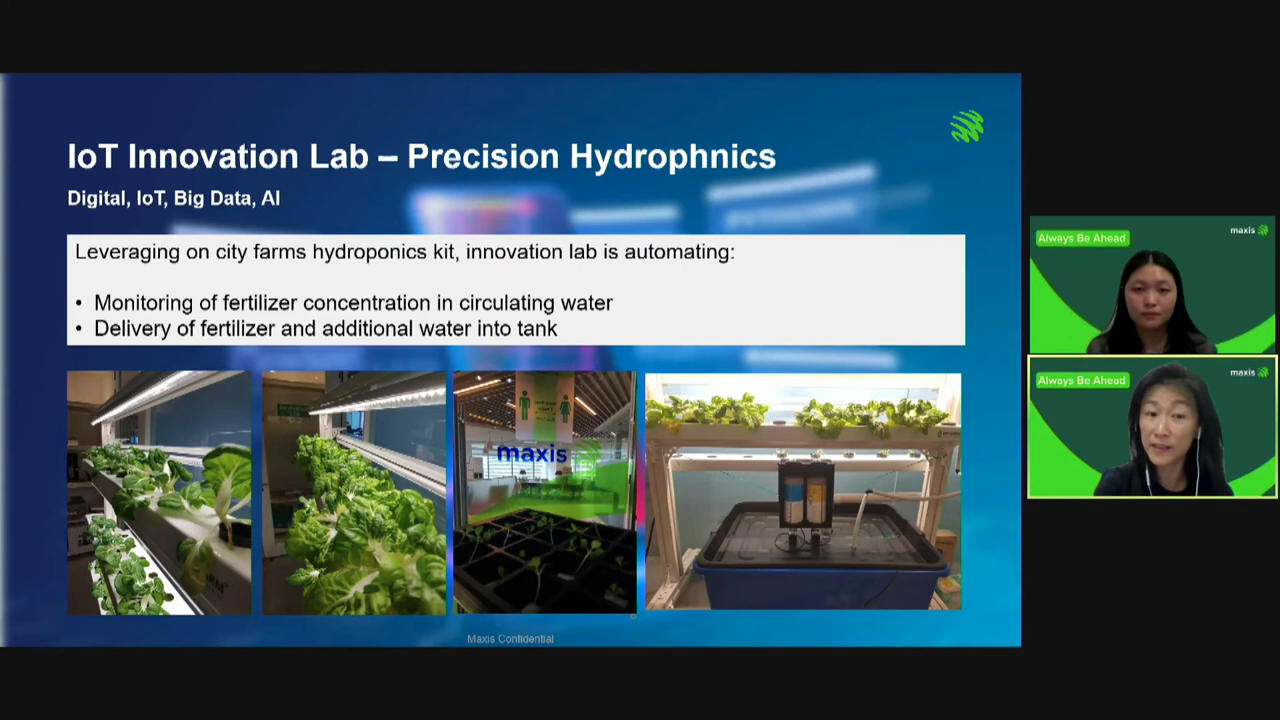 IoT Innovation Lab – Precision Hydrophnics
Digital, IoT, Big Data, AI
Leveraging on city farms hydroponics kit, innovation lab is automating:
• Monitoring of fertilizer concentration in circulating water
• Delivery of fertilizer and additional water into tank
maxis
Maxis Confidential
Always Be Ahead
maxis
Always Be Ahead
maxis